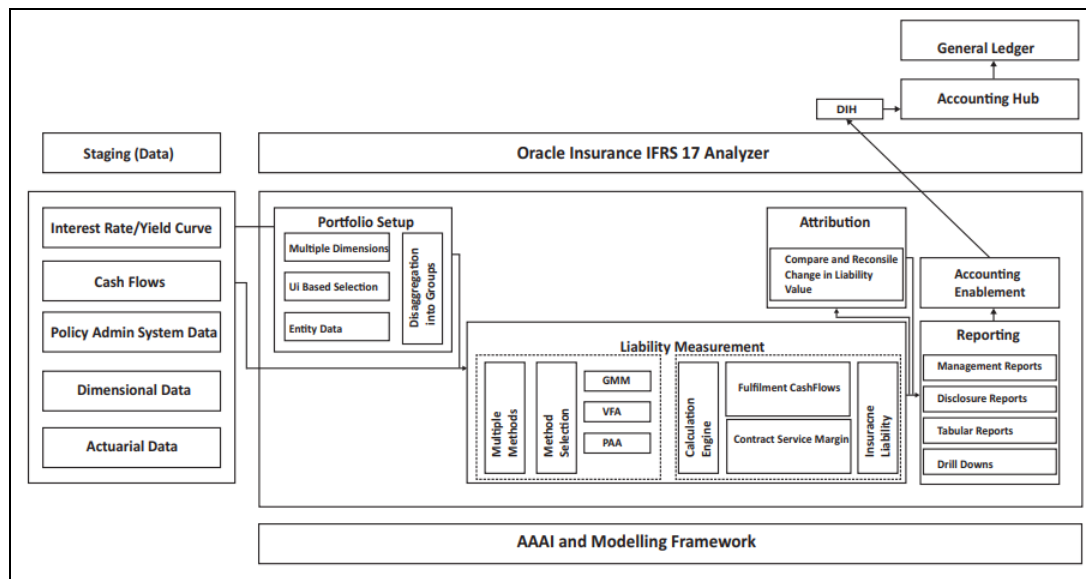 General Ledger
Accounting Hub
DIH
Staging (Data)
Oracle Insurance IFRS 17 Analyzer
Interest Rate/Yield Curve
Cash Flows
Policy Admin System Data
Dimensional Data
Actuarial Data
Portfolio Setup
Multiple Dimensions
Ui Based Selection
Entity Data
Disaggregation
into Groups
Attribution
Compare and Reconcile
Change in Liability
Value
Accounting
Enablement
Liability Measurement
Multiple
Methods
Method
Selection
GMM
VFA
PAA
Calculation
Engine
Fulfilment CashFlows
Contract Service Margin
Insuracne
Liability
Reporting
Management Reports
Disclosure Reports
Tabular Reports
Drill Downs
AAAI and Modelling Framework